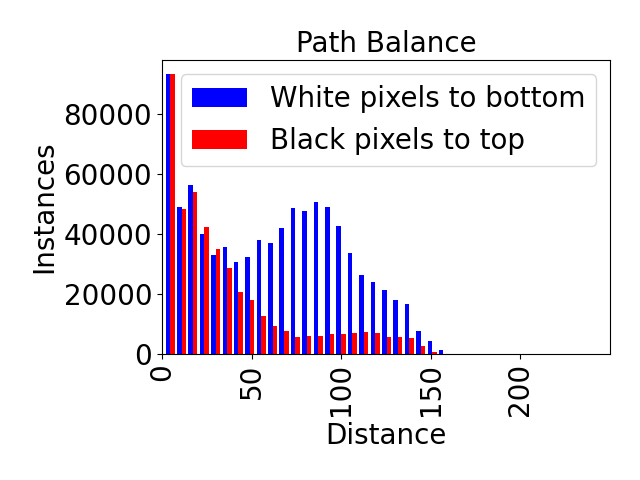 Path Balance
White pixels to bottom
Black pixels to top
Instances
80000
60000
40000
20000
0
0
50
100
150
200
Distance